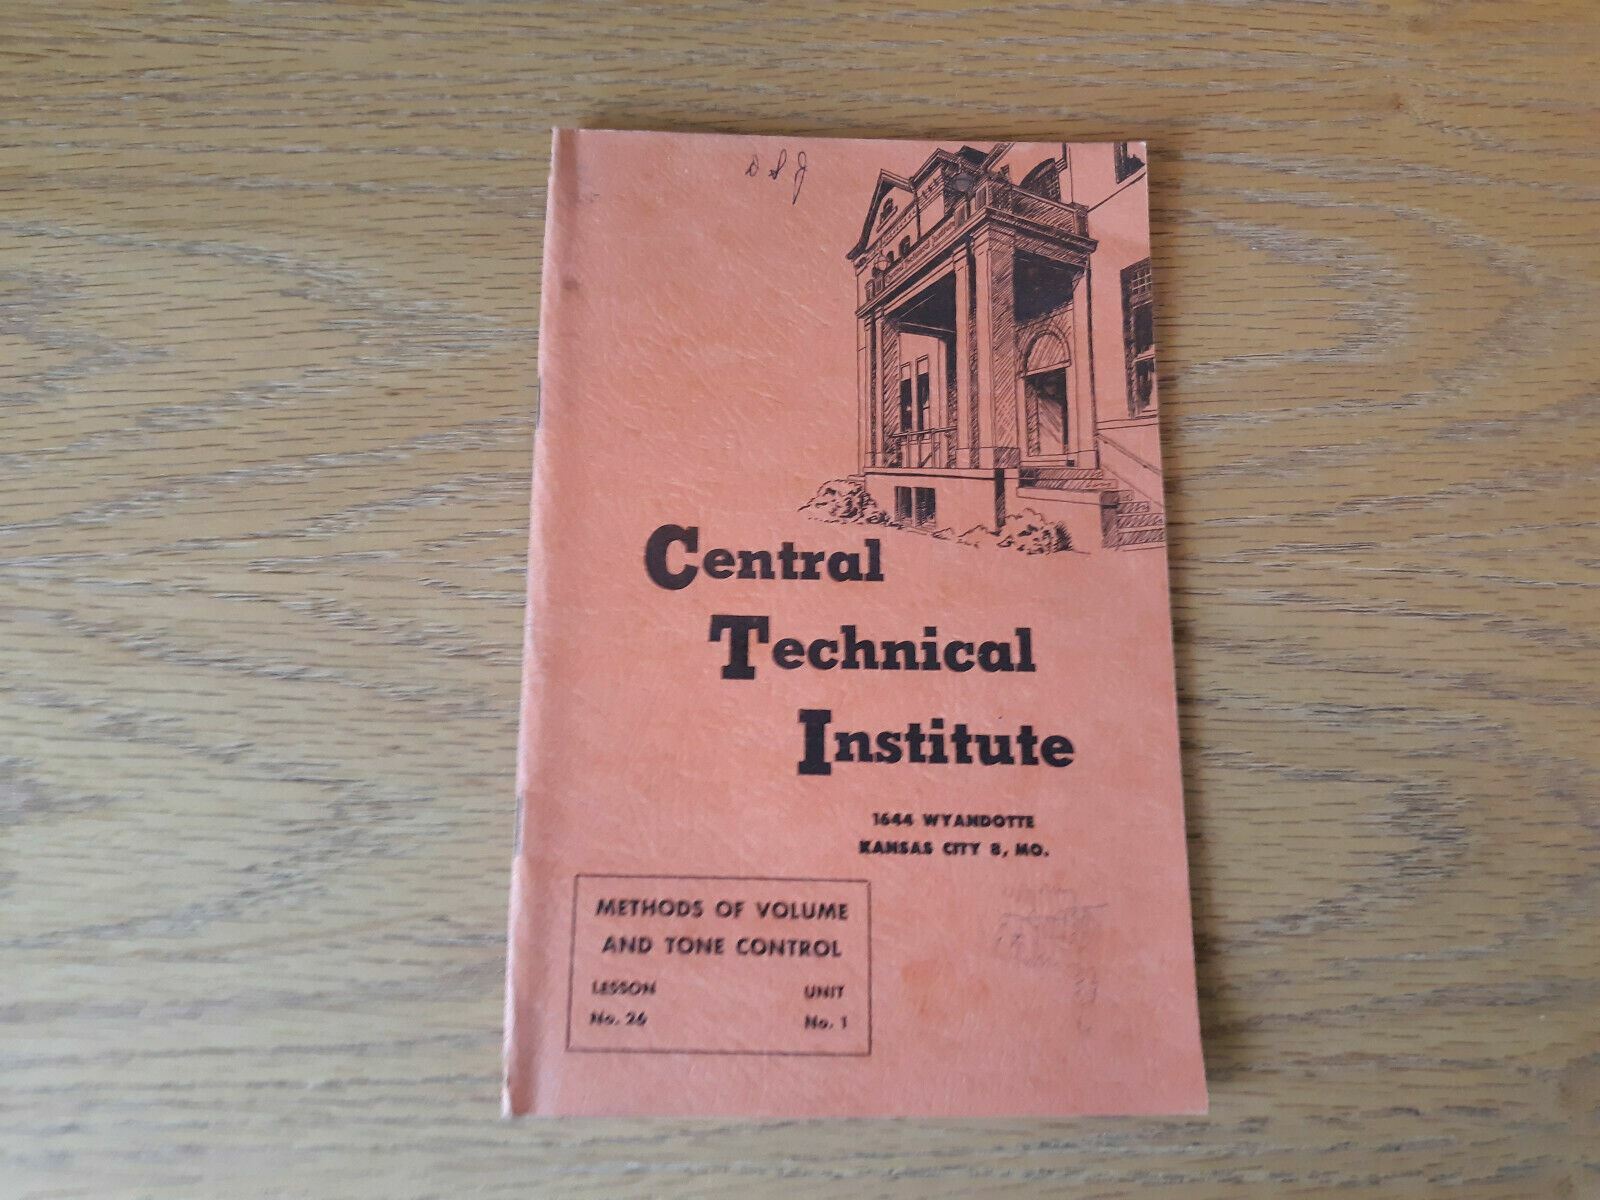 Central
Technical
Institute
1644 WYANDOTTE
KANSAS CITY 8, MO.
METHODS OF VOLUME
AND TONE CONTROL
LESSON UNIT
No. 26 No. 1